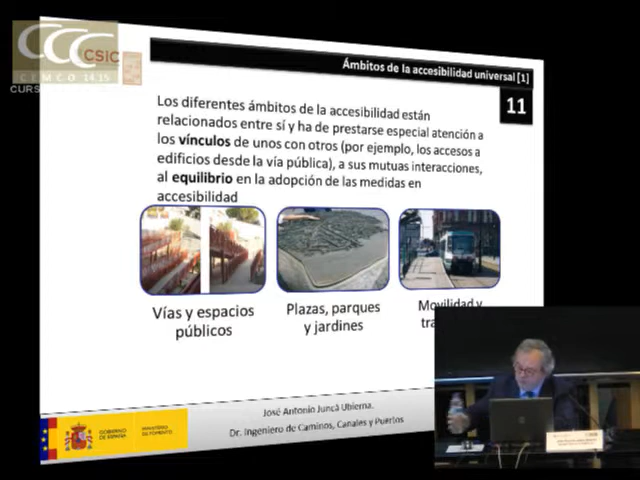 CCC
CSIC
CEMCO 14.15
CURS
Ámbitos de la accesibilidad universal [1]
11
Los diferentes ámbitos de la accesibilidad están
relacionados entre sí y ha de prestarse especial atención a
los vínculos de unos con otros (por ejemplo, los accesos a
edificios desde la vía pública), a sus mutuas interacciones,
al equilibrio en la adopción de las medidas en
accesibilidad
Vías y espacios
públicos
Plazas, parques
y jardines
Movilidad y
José Antonio Juncà Ubierna.
Dr. Ingeniero de Caminos, Canales y Puertos
GOBIERNO
DE ESPAÑA
MINISTERIO
DE FOMENTO